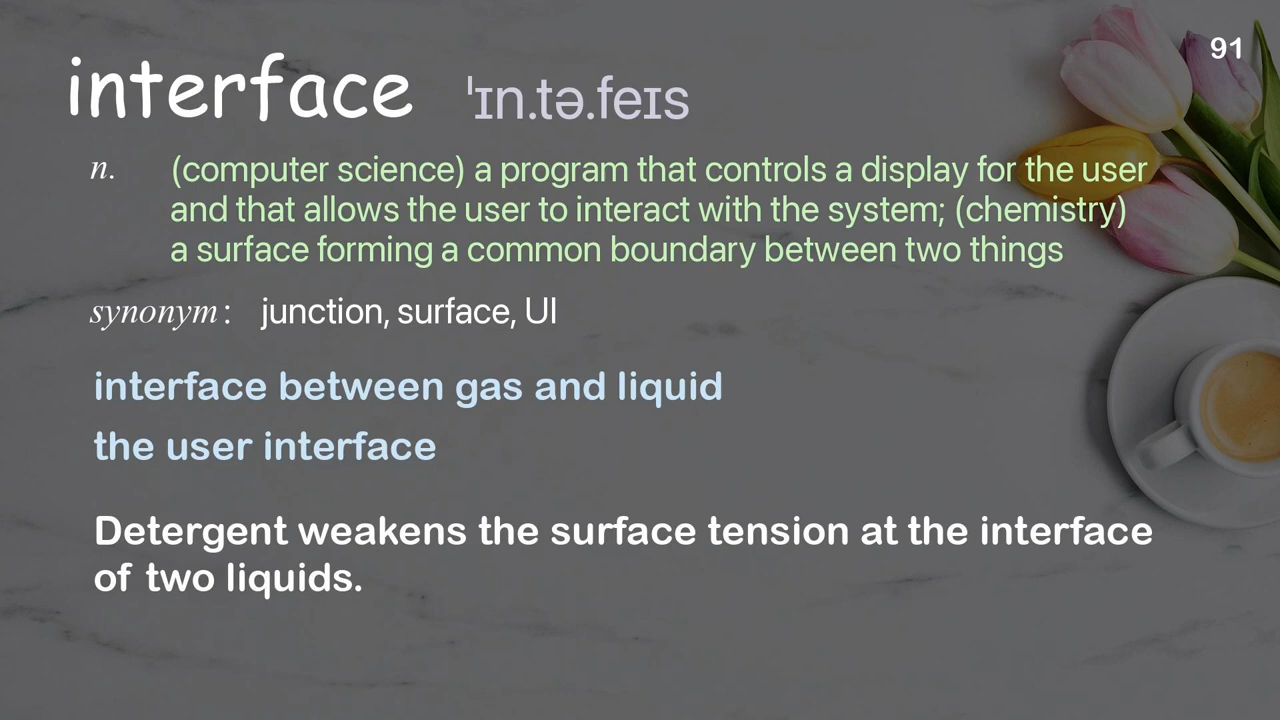 91
interface ˈɪn.tə.feɪs
n. (computer science) a program that controls a display for the user
and that allows the user to interact with the system; (chemistry)
a surface forming a common boundary between two things
synonym: junction, surface, UI
interface between gas and liquid
the user interface
Detergent weakens the surface tension at the interface
of two liquids.